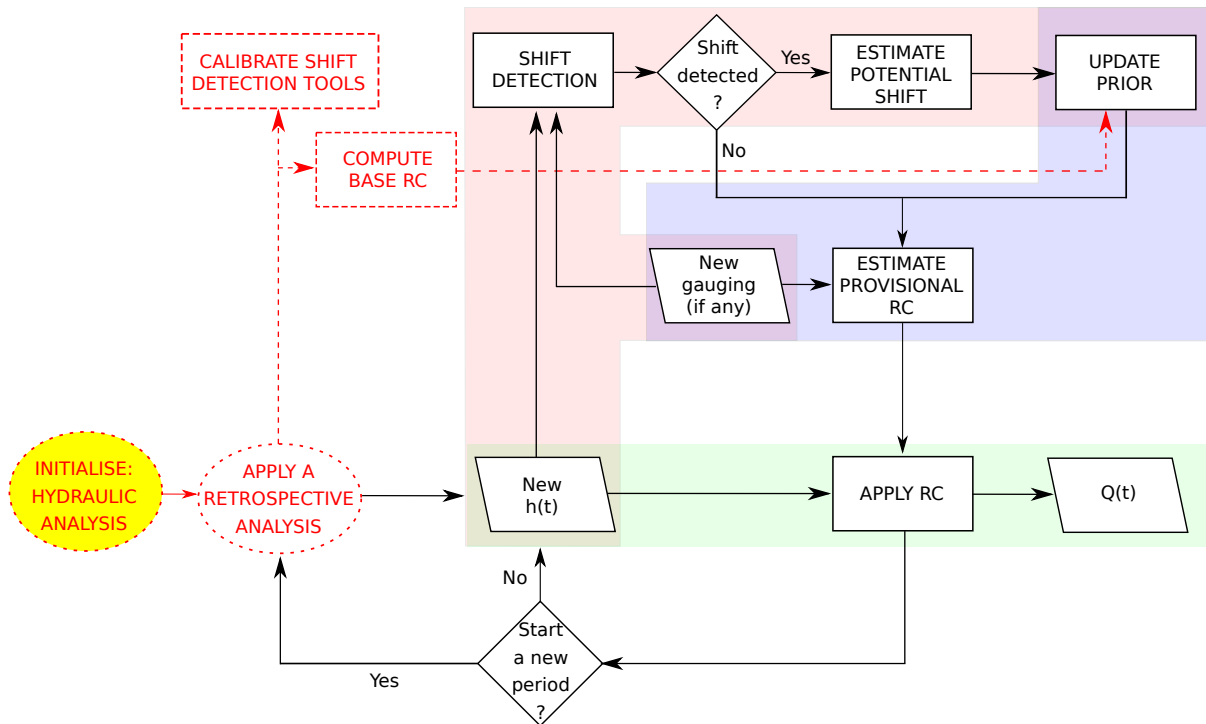 CALIBRATE SHIFT
DETECTION TOOLS
COMPUTE
BASE RC
SHIFT
DETECTION
Shift
detected
?
Yes
No
ESTIMATE
POTENTIAL
SHIFT
UPDATE
PRIOR
New
gauging
(if any)
ESTIMATE
PROVISIONAL
RC
INITIALISE:
HYDRAULIC
ANALYSIS
APPLY A
RETROSPECTIVE
ANALYSIS
New
h(t)
APPLY RC
Q(t)
No
Start
a new
period
?
Yes